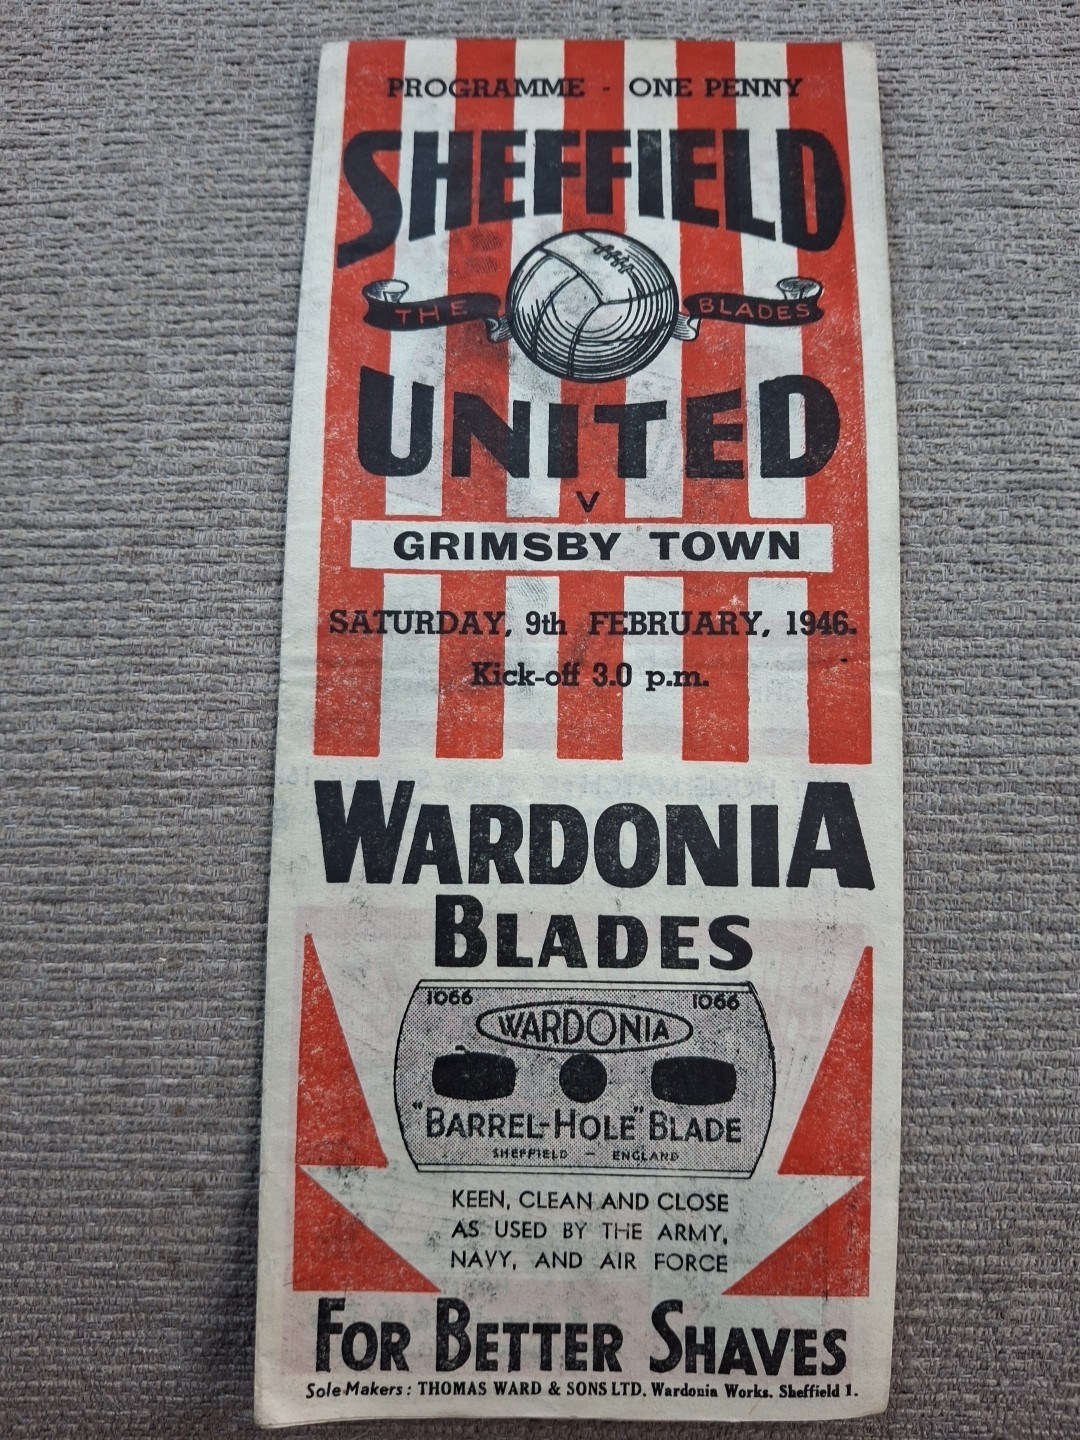 PROGRAMME - ONE PENNY
SHEFFIELD
THE BLADES
UNITED
V
GRIMSBY TOWN
SATURDAY, 9th FEBRUARY, 1946.
Kick-off 3.0 p.m.
WARDONIA
BLADES
1066 1066
WARDONIA
"BARREL-HOLE" BLADE
SHEFFIELD - ENGLAND
KEEN, CLEAN AND CLOSE
AS USED BY THE ARMY,
NAVY, AND AIR FORCE
FOR BETTER SHAVES
Sole Makers: THOMAS WARD & SONS LTD. Wardonia Works. Sheffield 1.